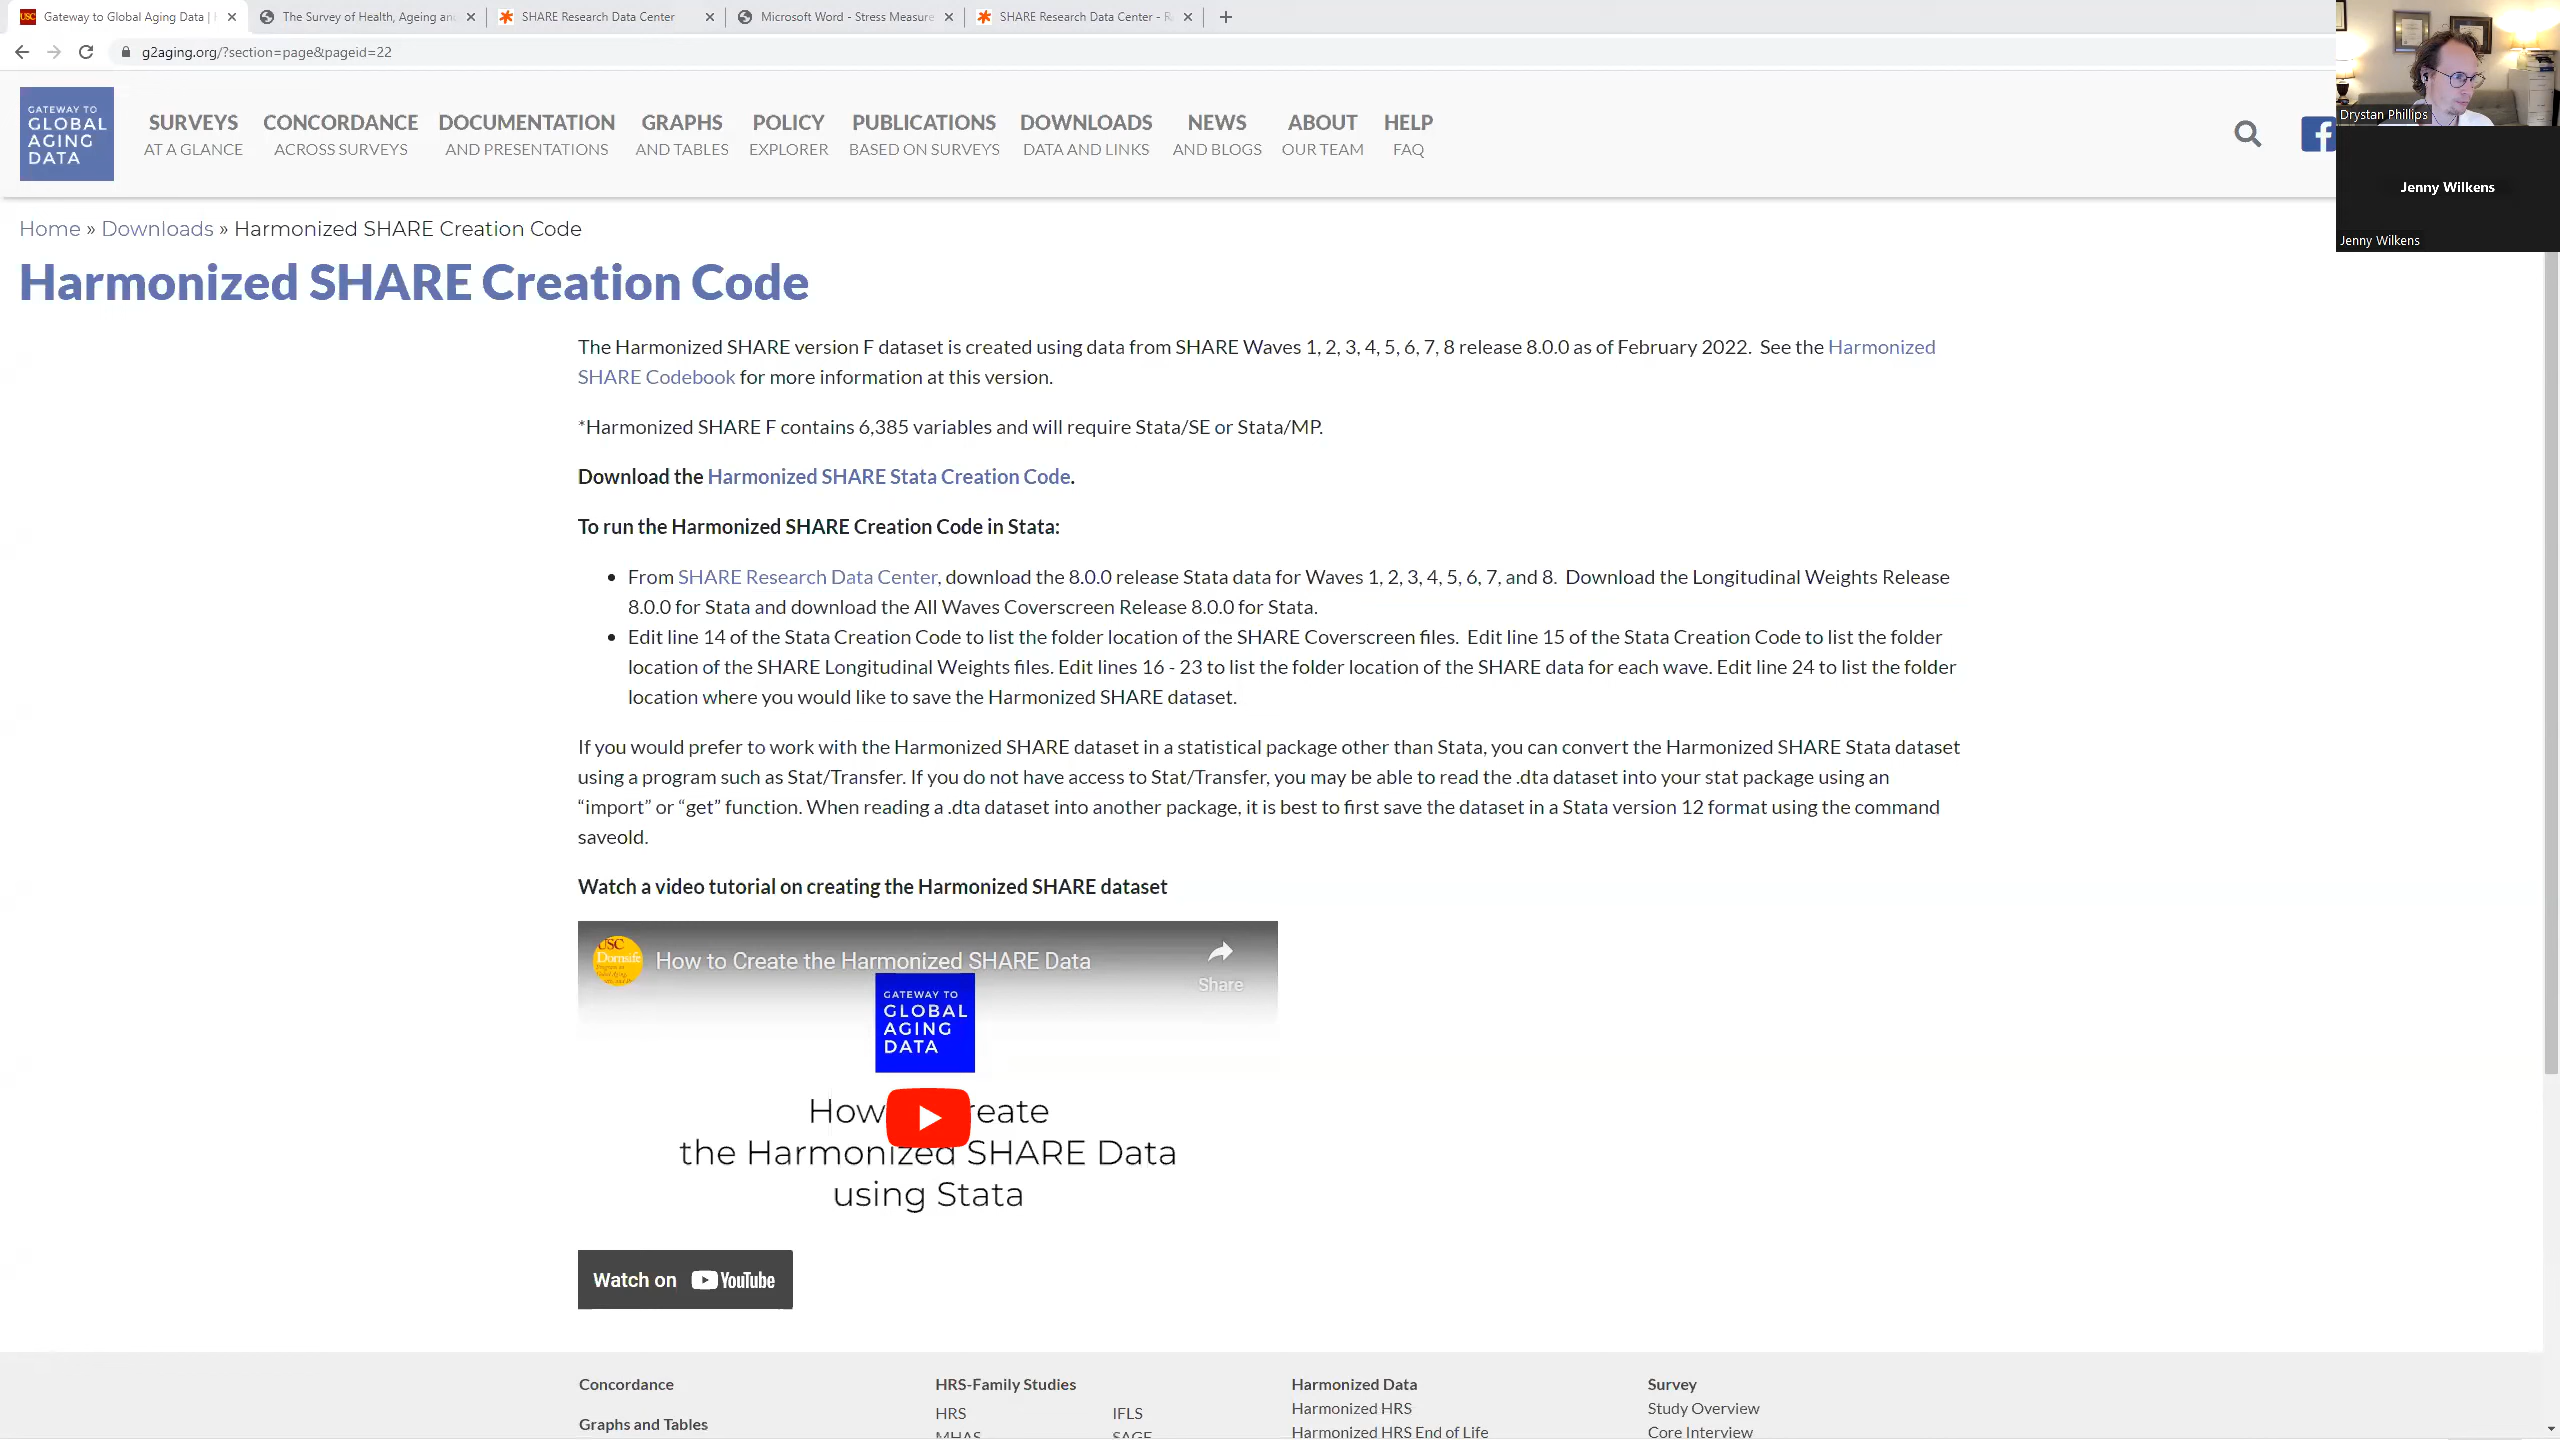 Gateway to Global Aging Data | H
The Survey of Health, Ageing an
SHARE Research Data Center
Microsoft Word - Stress Measure
SHARE Research Data Center - R
g2aging.org/?section=page&pageid=22
GATEWAY TO
GLOBAL
AGING
DATA
SURVEYS
AT A GLANCE
CONCORDANCE
ACROSS SURVEYS
DOCUMENTATION
AND PRESENTATIONS
GRAPHS
AND TABLES
POLICY
EXPLORER
PUBLICATIONS
BASED ON SURVEYS
DOWNLOADS
DATA AND LINKS
NEWS
AND BLOGS
ABOUT
OUR TEAM
HELP
FAQ
Drystan Phillips
Jenny Wilkens
Jenny Wilkens
Home » Downloads » Harmonized SHARE Creation Code
Harmonized SHARE Creation Code
The Harmonized SHARE version F dataset is created using data from SHARE Waves 1, 2, 3, 4, 5, 6, 7, 8 release 8.0.0 as of February 2022. See the Harmonized
SHARE Codebook for more information at this version.
*Harmonized SHARE F contains 6,385 variables and will require Stata/SE or Stata/MP.
Download the Harmonized SHARE Stata Creation Code.
To run the Harmonized SHARE Creation Code in Stata:
• From SHARE Research Data Center, download the 8.0.0 release Stata data for Waves 1, 2, 3, 4, 5, 6, 7, and 8. Download the Longitudinal Weights Release
8.0.0 for Stata and download the All Waves Coverscreen Release 8.0.0 for Stata.
• Edit line 14 of the Stata Creation Code to list the folder location of the SHARE Coverscreen files. Edit line 15 of the Stata Creation Code to list the folder
location of the SHARE Longitudinal Weights files. Edit lines 16 - 23 to list the folder location of the SHARE data for each wave. Edit line 24 to list the folder
location where you would like to save the Harmonized SHARE dataset.
If you would prefer to work with the Harmonized SHARE dataset in a statistical package other than Stata, you can convert the Harmonized SHARE Stata dataset
using a program such as Stat/Transfer. If you do not have access to Stat/Transfer, you may be able to read the .dta dataset into your stat package using an
“import” or “get” function. When reading a .dta dataset into another package, it is best to first save the dataset in a Stata version 12 format using the command
saveold.
Watch a video tutorial on creating the Harmonized SHARE dataset
USC
Dornsife
How to Create the Harmonized SHARE Data
Share
GATEWAY TO
GLOBAL
AGING
DATA
How reate
the Harmonized SHARE Data
using Stata
Watch on YouTube
Concordance
Graphs and Tables
HRS-Family Studies
HRS
IFLS
MHAS
SAGE
Harmonized Data
Harmonized HRS
Harmonized HRS End of Life
Survey
Study Overview
Core Interview